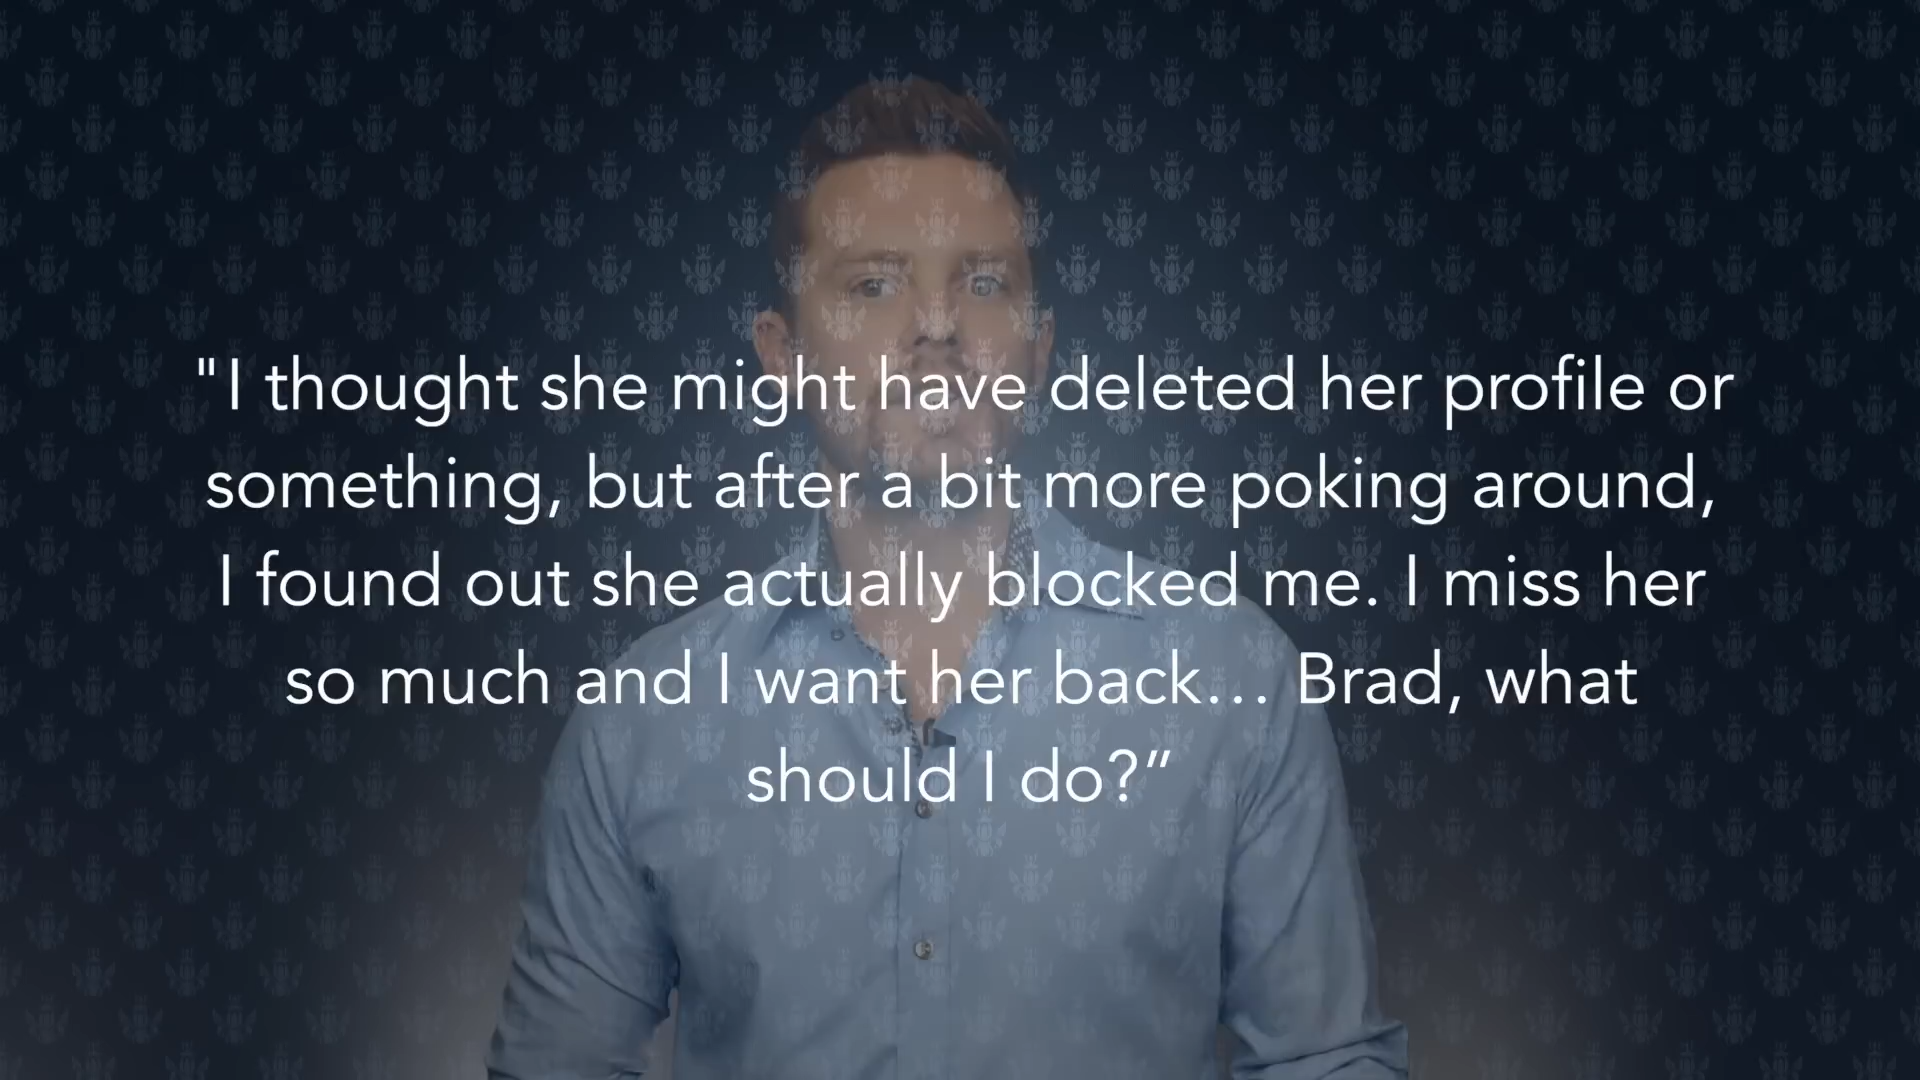 "I thought she might have deleted her profile or
something, but after a bit more poking around,
I found out she actually blocked me. I miss her
so much and I want her back… Brad, what
should I do?”